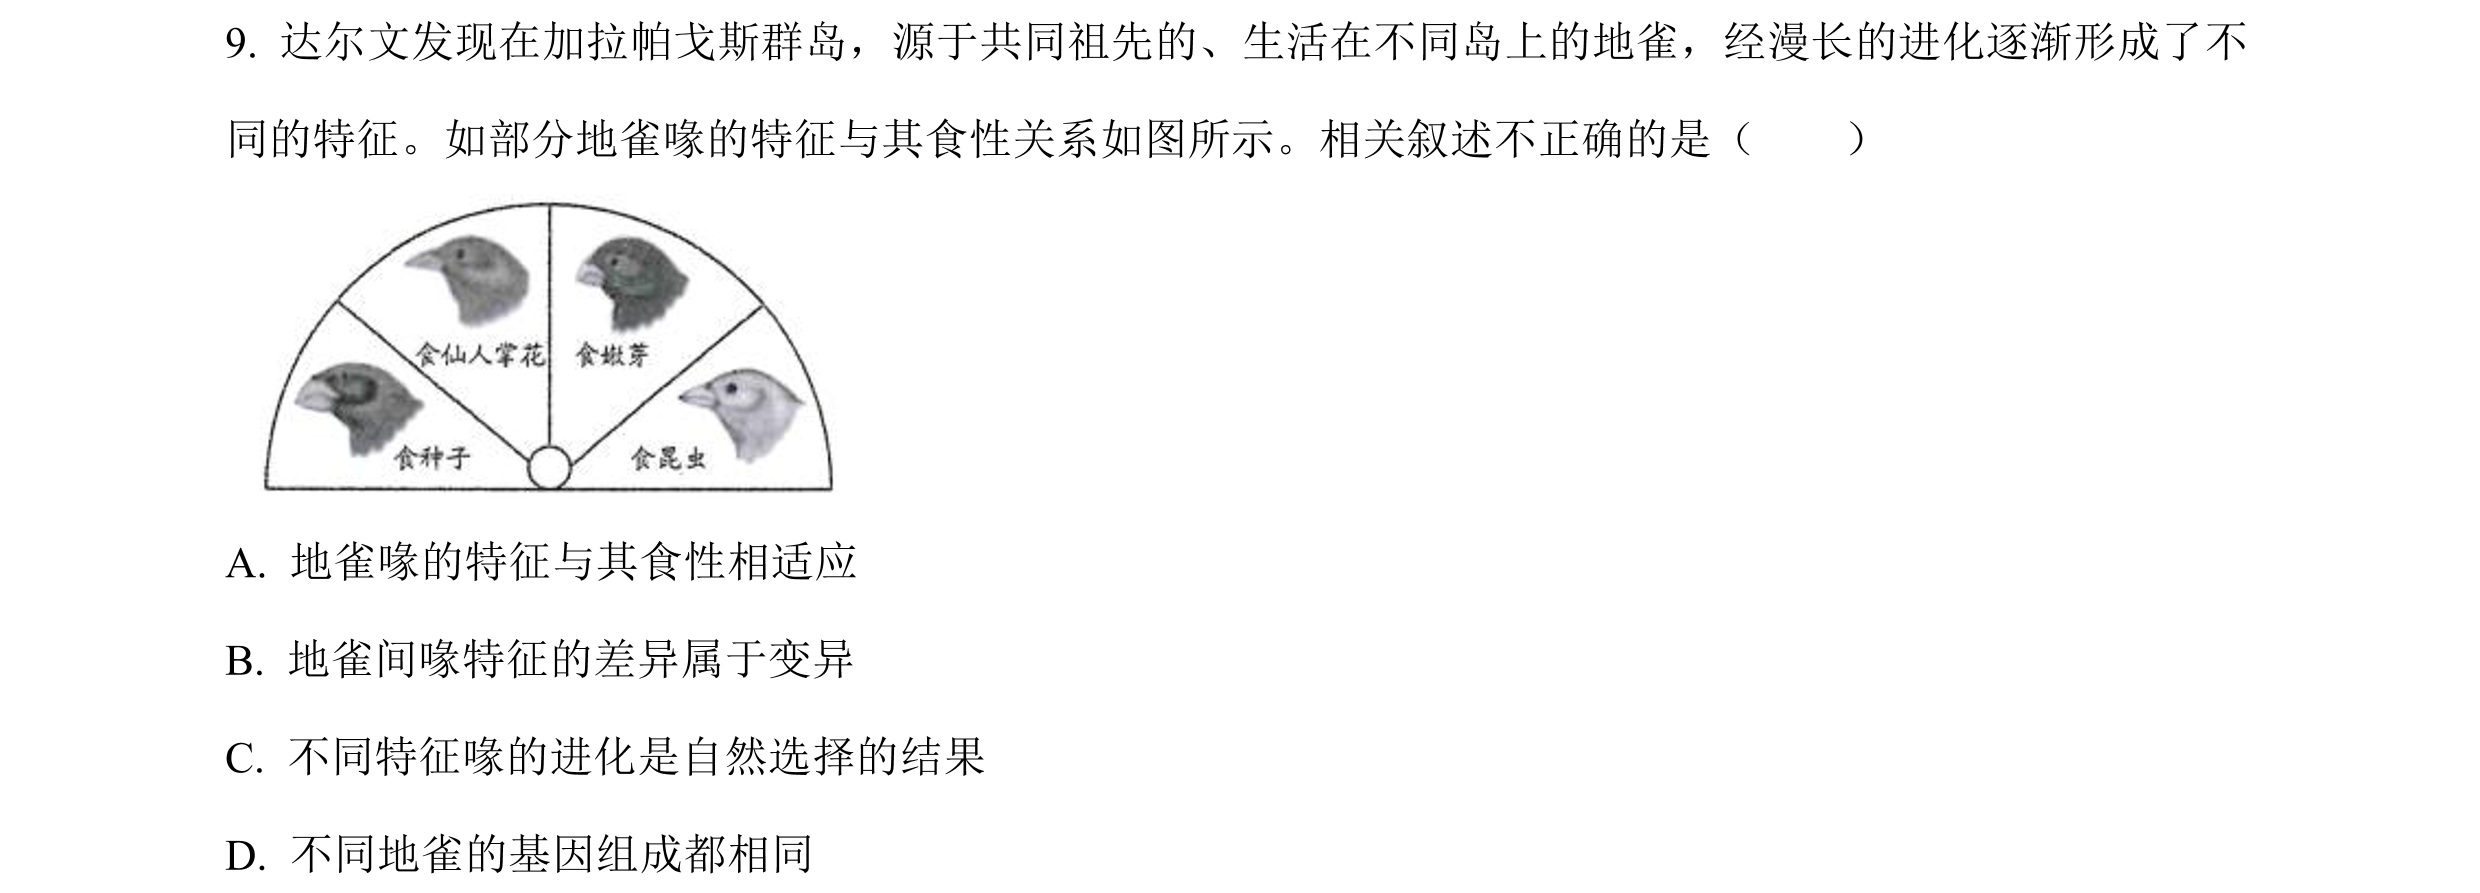 9. 达尔文发现在加拉帕戈斯群岛，源于共同祖先的、生活在不同岛上的地雀，经漫长的进化逐渐形成了不
同的特征。如部分地雀喙的特征与其食性关系如图所示。相关叙述不正确的是（　　）
食仙人掌花
食嫩芽
食种子
食昆虫
A. 地雀喙的特征与其食性相适应
B. 地雀间喙特征的差异属于变异
C. 不同特征喙的进化是自然选择的结果
D. 不同地雀的基因组成都相同